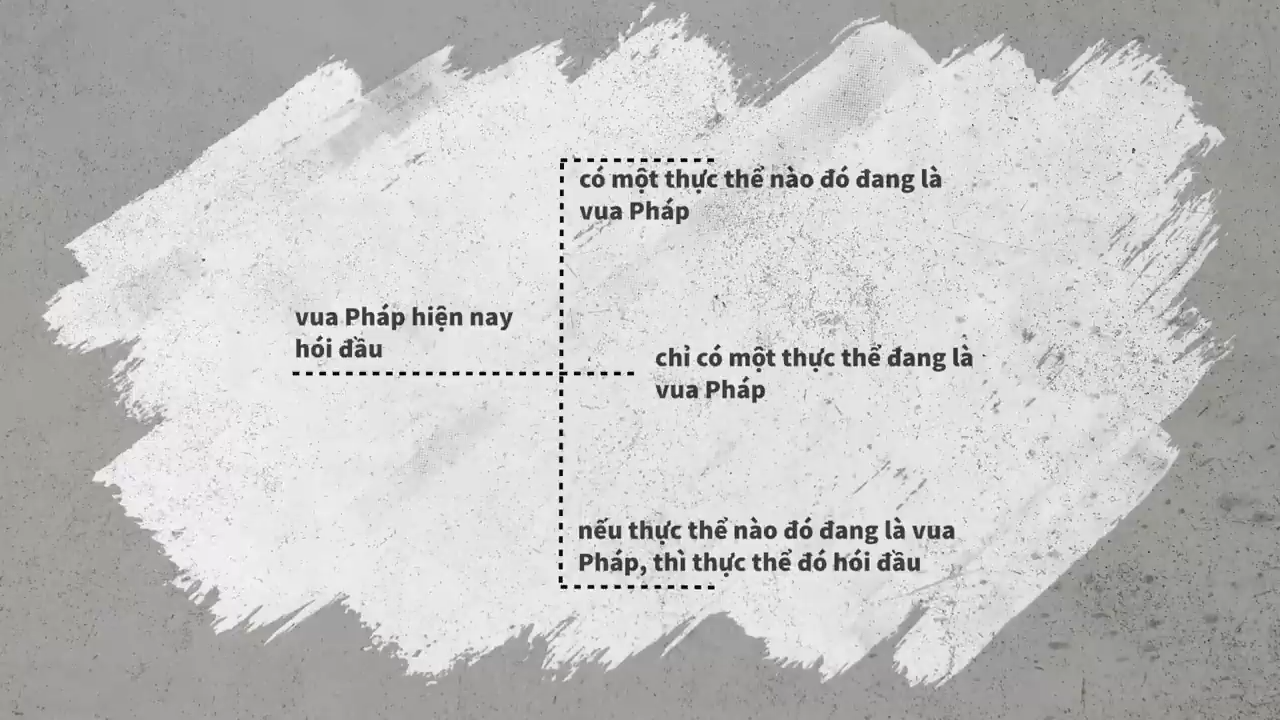 vua Pháp hiện nay
hói đầu
có một thực thể nào đó đang là
vua Pháp
chỉ có một thực thể đang là
vua Pháp
nếu thực thể nào đó đang là vua
Pháp, thì thực thể đó hói đầu